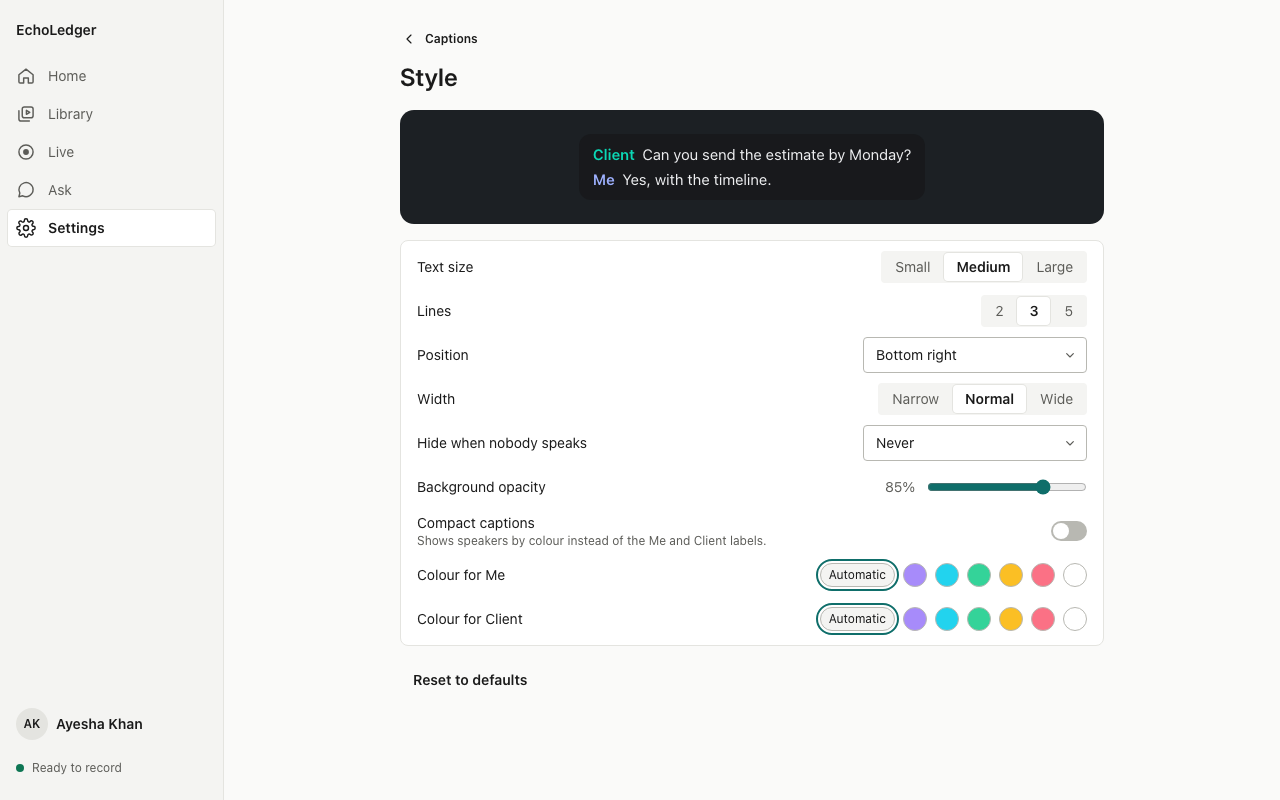 EchoLedger
Home
Library
Live
Ask
Settings
AK Ayesha Khan
Ready to record
Captions
Style
Client Can you send the estimate by Monday?
Me Yes, with the timeline.
Text size Small Medium Large
Lines 2 3 5
Position Bottom right
Width Narrow Normal Wide
Hide when nobody speaks Never
Background opacity 85%
Compact captions
Shows speakers by colour instead of the Me and Client labels.
Colour for Me Automatic
Colour for Client Automatic
Reset to defaults